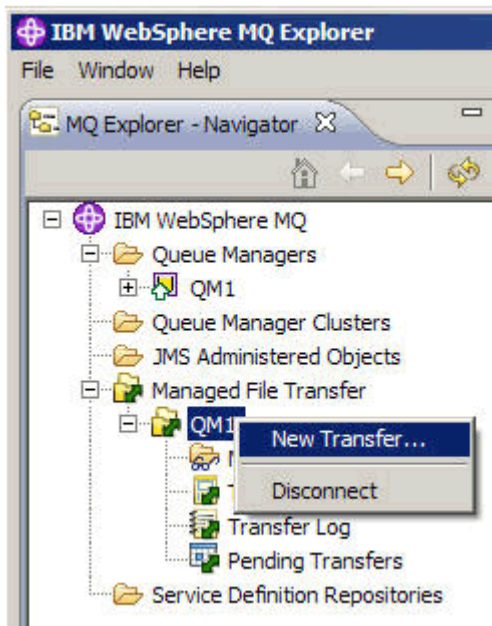 IBM WebSphere MQ Explorer
File Window Help
MQ Explorer - Navigator
IBM WebSphere MQ
Queue Managers
QM1
Queue Manager Clusters
JMS Administered Objects
Managed File Transfer
QM1
New Transfer...
Disconnect
Transfer Log
Pending Transfers
Service Definition Repositories